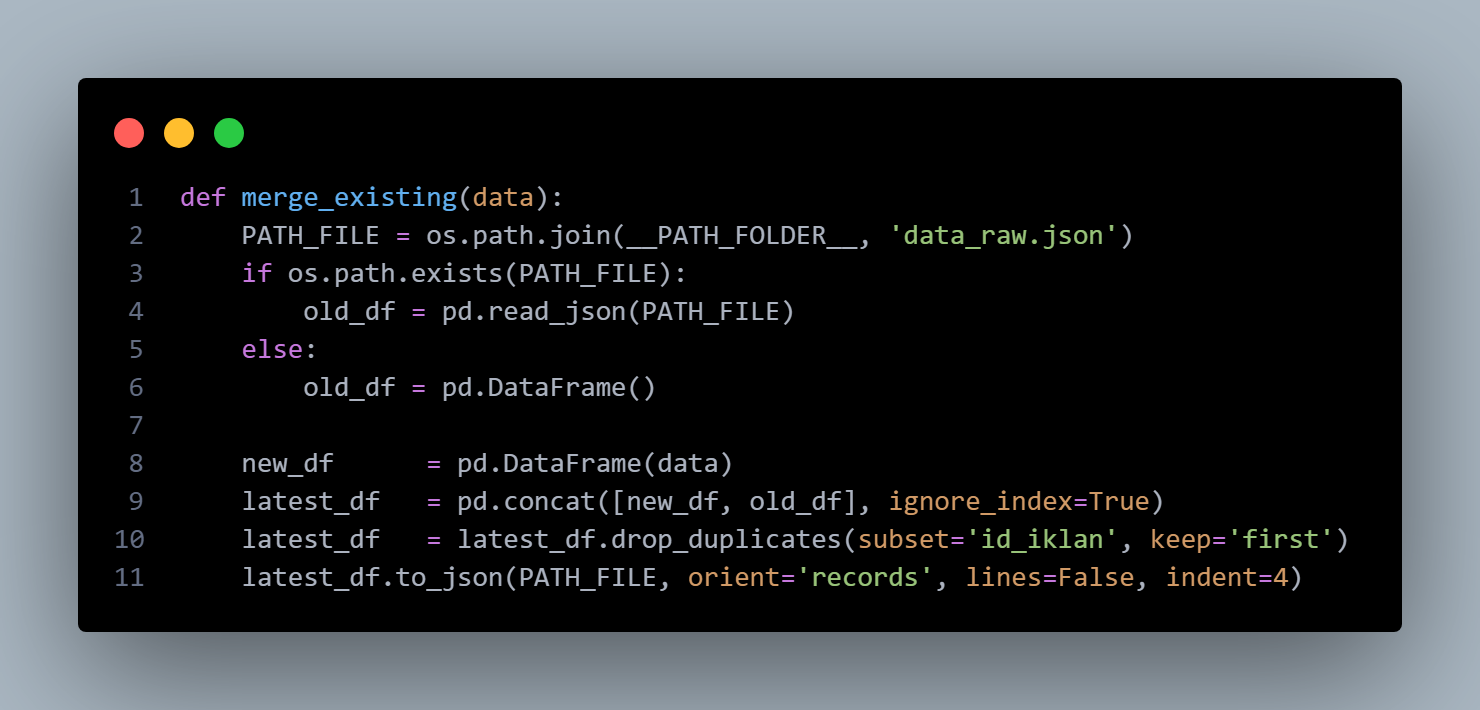 1 def merge_existing(data):
2     PATH_FILE = os.path.join(__PATH_FOLDER__, 'data_raw.json')
3     if os.path.exists(PATH_FILE):
4         old_df = pd.read_json(PATH_FILE)
5     else:
6         old_df = pd.DataFrame()
7
8     new_df      = pd.DataFrame(data)
9     latest_df   = pd.concat([new_df, old_df], ignore_index=True)
10     latest_df   = latest_df.drop_duplicates(subset='id_iklan', keep='first')
11     latest_df.to_json(PATH_FILE, orient='records', lines=False, indent=4)